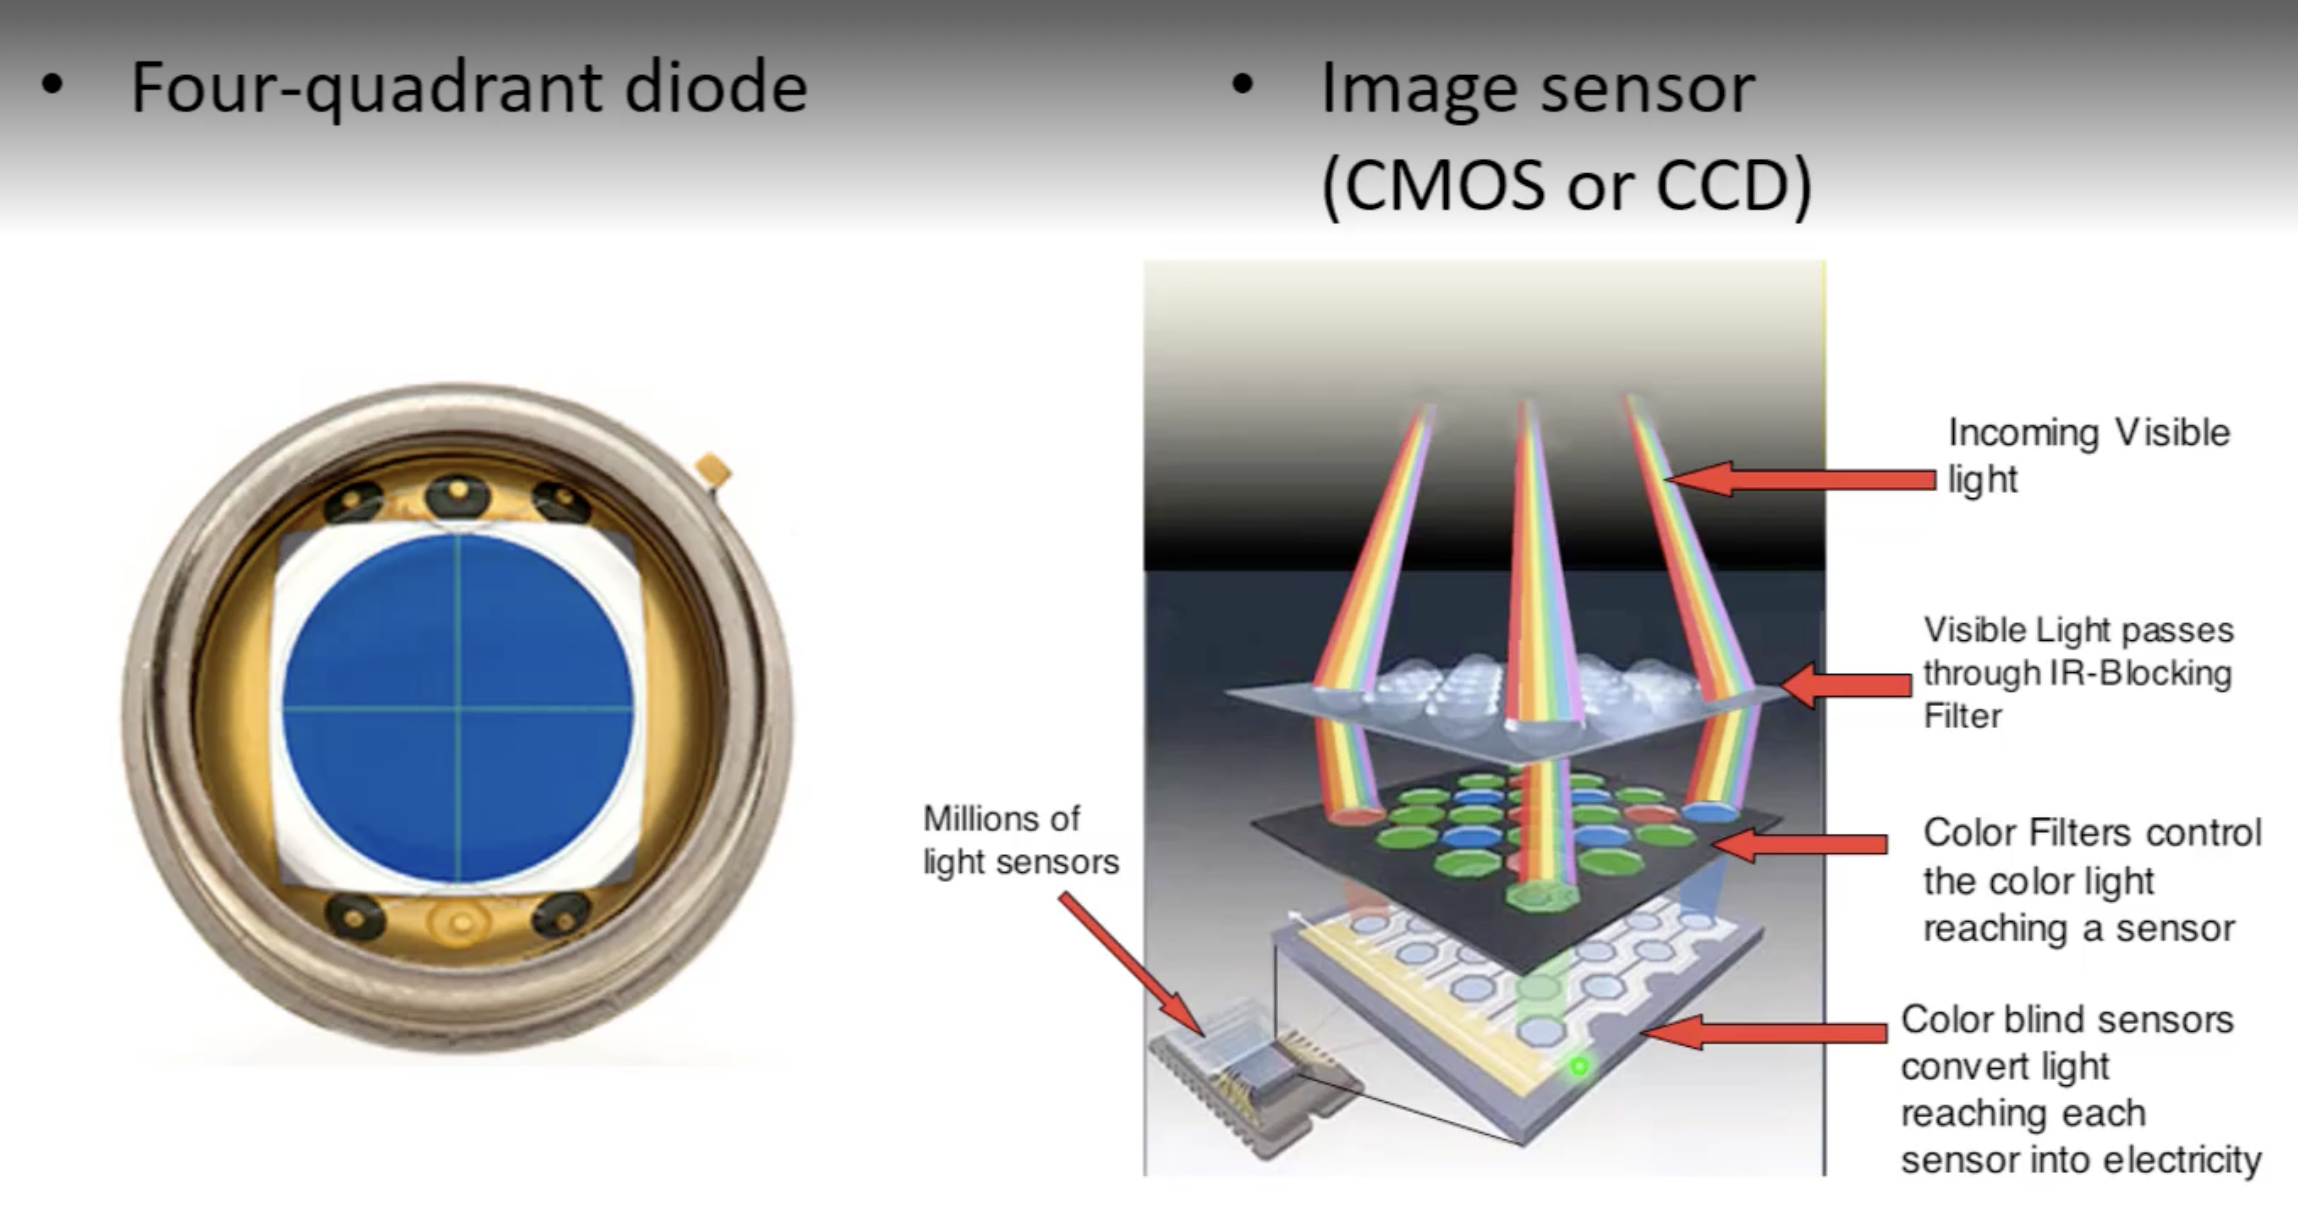 • Four-quadrant diode
• Image sensor
(CMOS or CCD)
Incoming Visible
light
Visible Light passes
through IR-Blocking
Filter
Millions of
light sensors
Color Filters control
the color light
reaching a sensor
Color blind sensors
convert light
reaching each
sensor into electricity